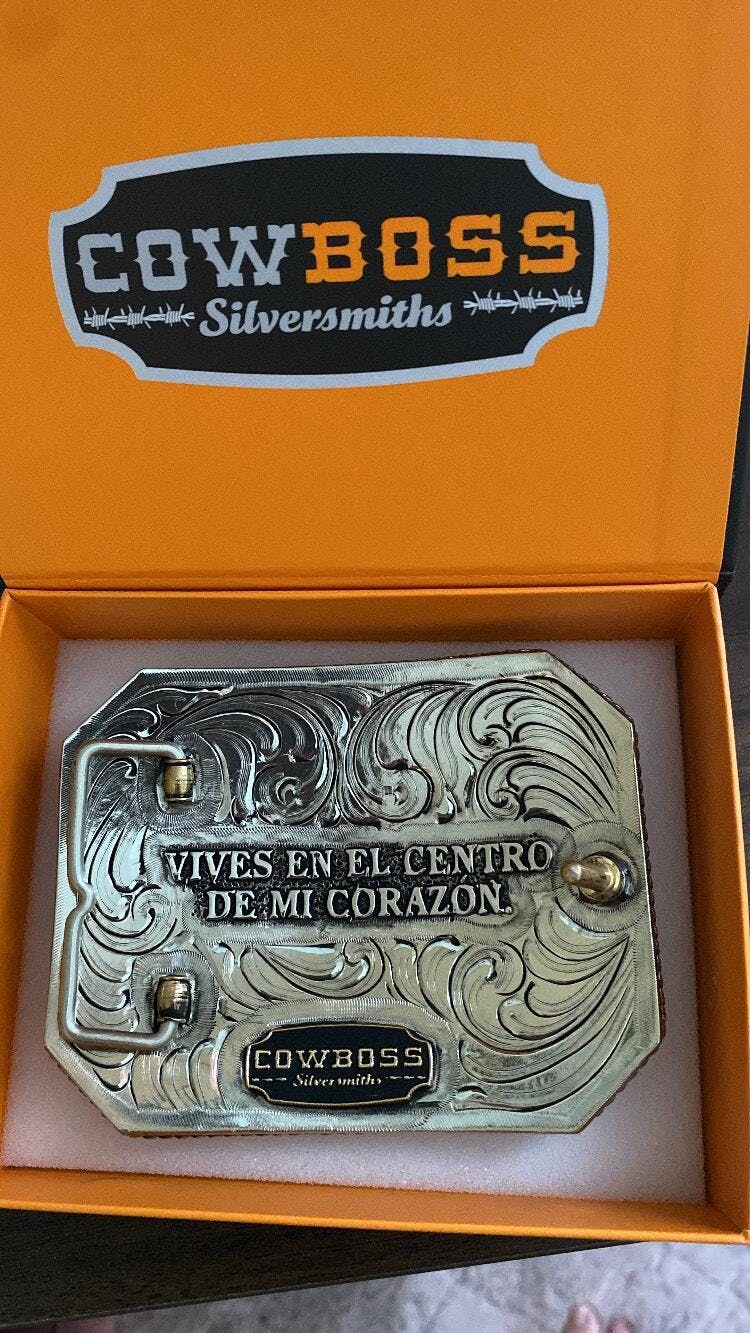 COWBOSS
Silversmiths
VIVES EN EL CENTRO
DE MI CORAZON.
COWBOSS
Silversmiths